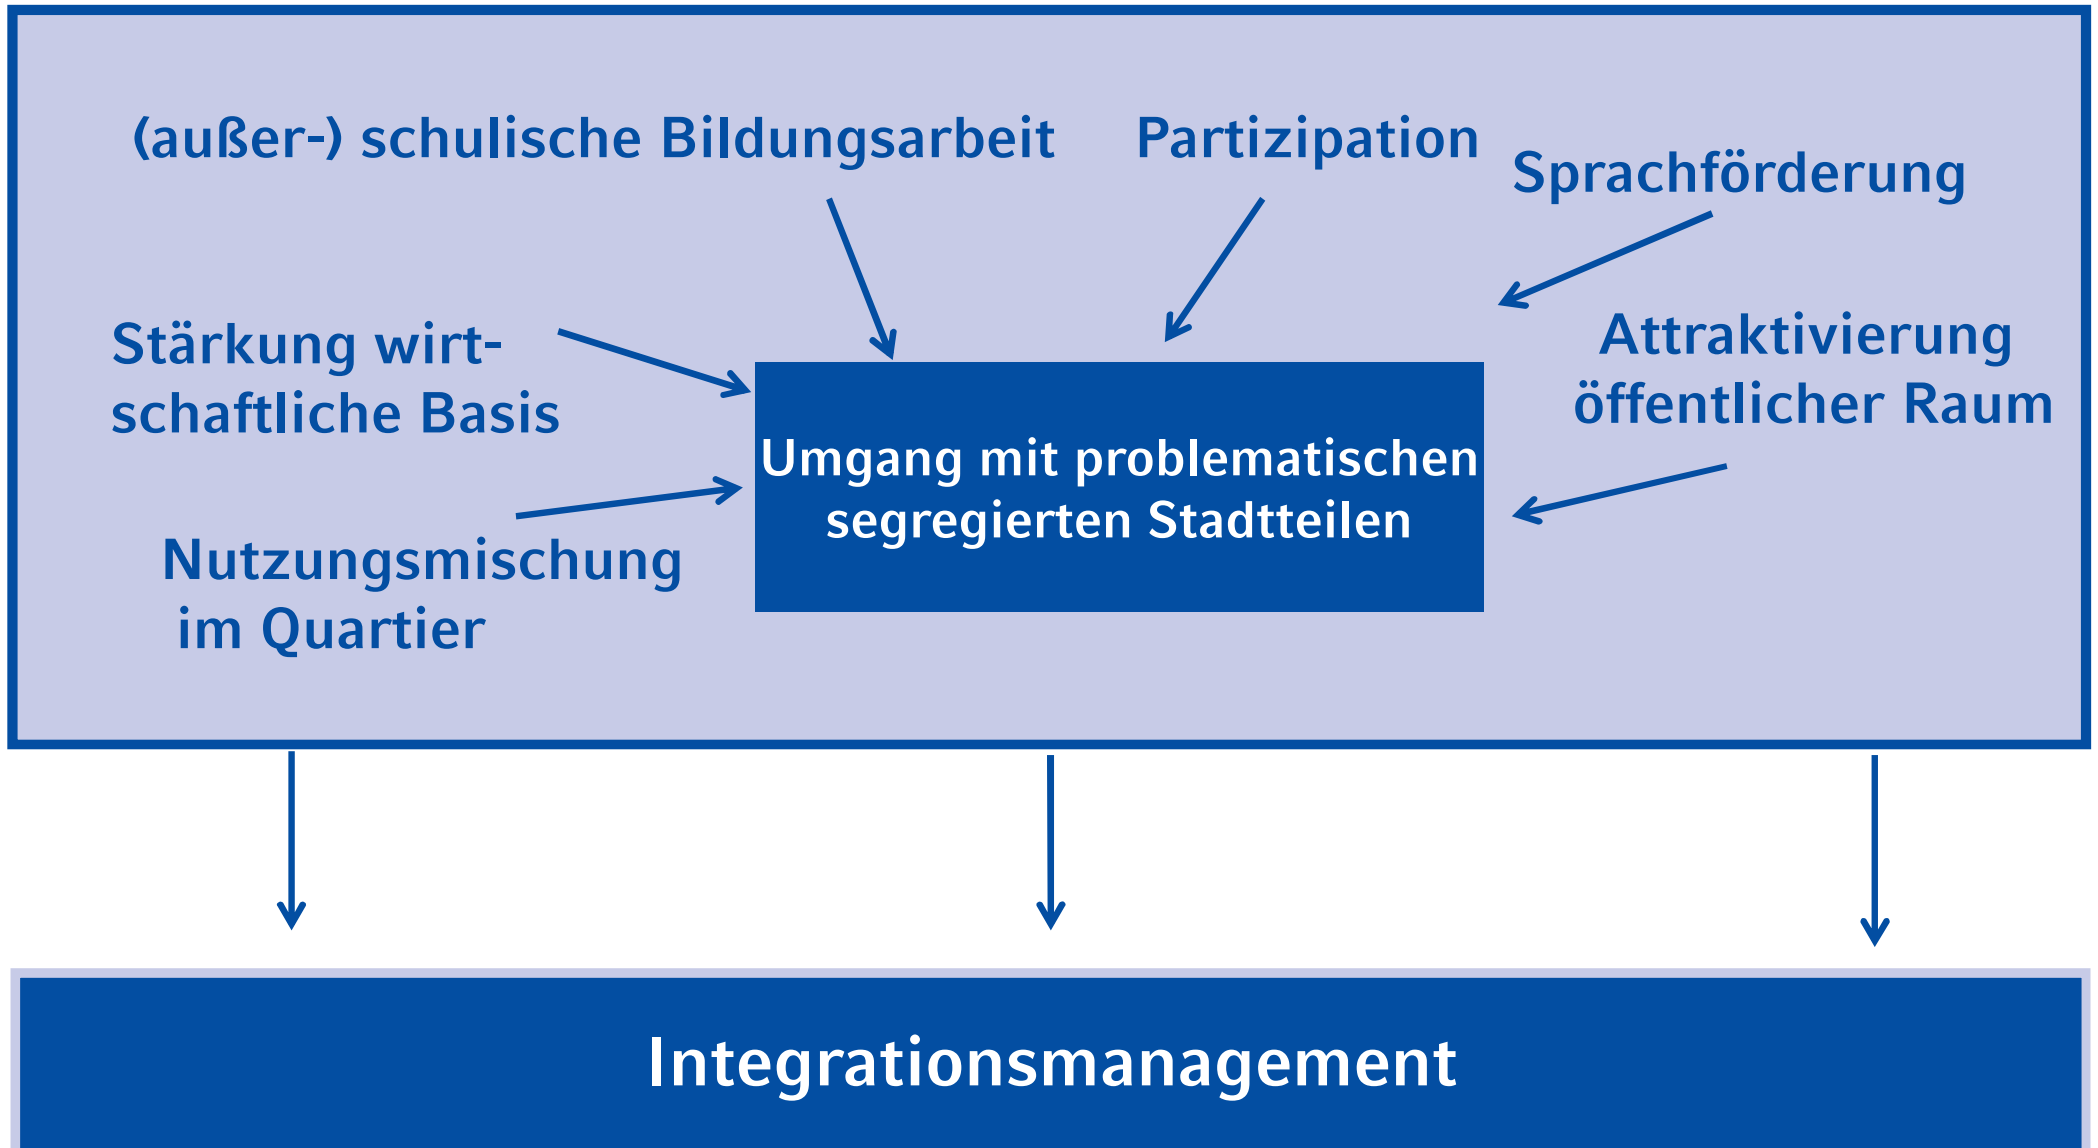 (außer-) schulische Bildungsarbeit
Partizipation
Sprachförderung
Stärkung wirt-
schaftliche Basis
Attraktivierung
öffentlicher Raum
Umgang mit problematischen
segregierten Stadtteilen
Nutzungsmischung
im Quartier
Integrationsmanagement